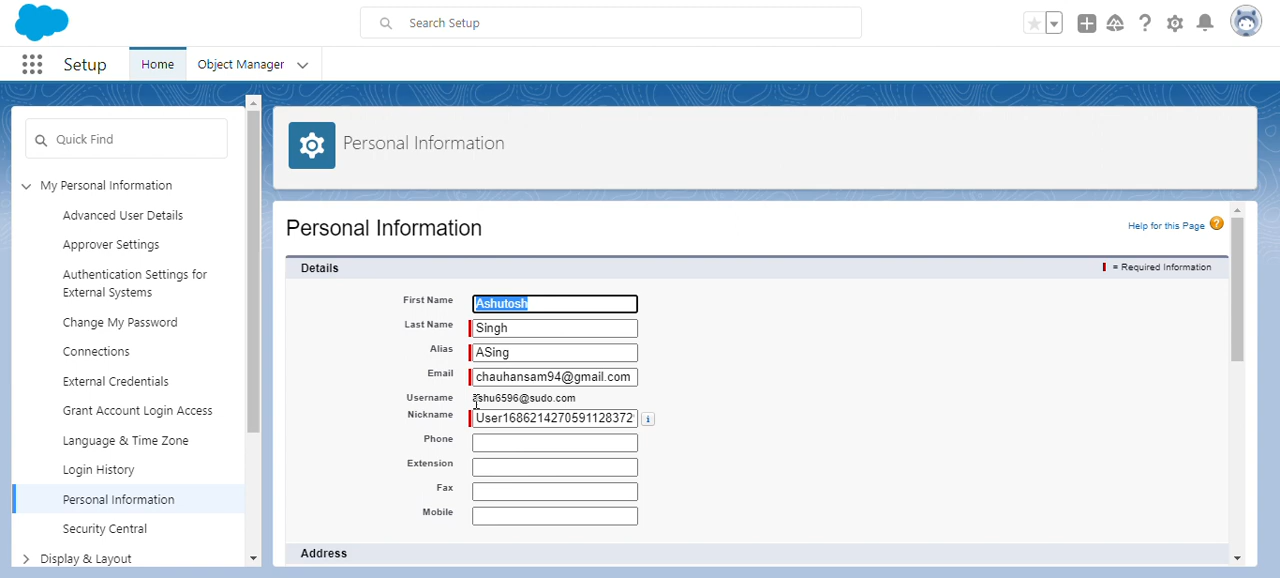 Search Setup
Setup
Home
Object Manager
Quick Find
My Personal Information
Advanced User Details
Approver Settings
Authentication Settings for
External Systems
Change My Password
Connections
External Credentials
Grant Account Login Access
Language & Time Zone
Login History
Personal Information
Security Central
Display & Layout
Personal Information
Personal Information
Help for this Page
Details
= Required Information
First Name Ashutosh
Last Name Singh
Alias ASing
Email chauhansam94@gmail.com
Username ashu6596@sudo.com
Nickname User1686214270591128372
Phone
Extension
Fax
Mobile
Address